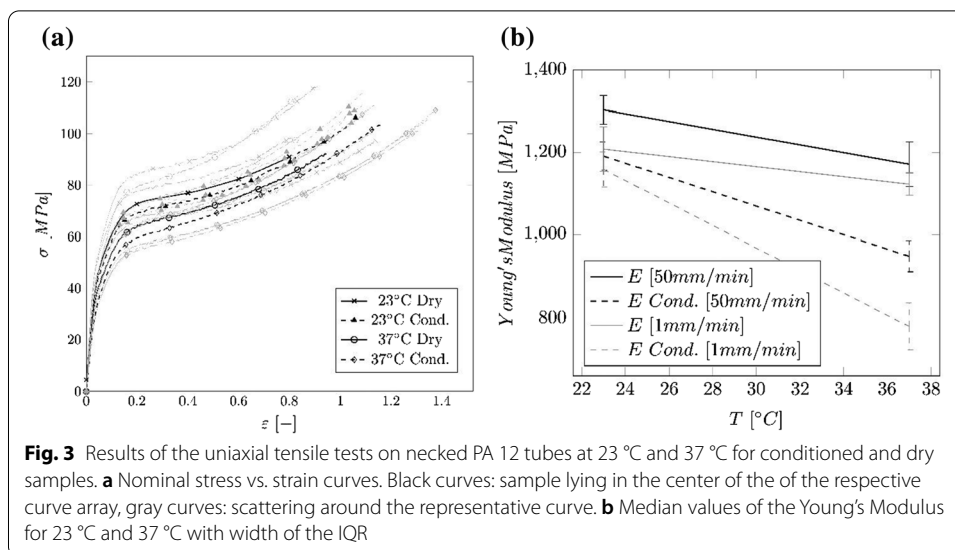 (a)
120
100
80
60
40
20
0
σ MPa
0 0.2 0.4 0.6 0.8 1 1.2 1.4
ε [−]
23°C Dry
23°C Cond.
37°C Dry
37°C Cond.
(b)
1,400
1,200
1,000
800
Young'sModulus [MPa]
22 24 26 28 30 32 34 36 38
T [°C]
E [50mm/min]
E Cond. [50mm/min]
E [1mm/min]
E Cond. [1mm/min]
Fig. 3 Results of the uniaxial tensile tests on necked PA 12 tubes at 23 °C and 37 °C for conditioned and dry
samples. a Nominal stress vs. strain curves. Black curves: sample lying in the center of the of the respective
curve array, gray curves: scattering around the representative curve. b Median values of the Young's Modulus
for 23 °C and 37 °C with width of the IQR